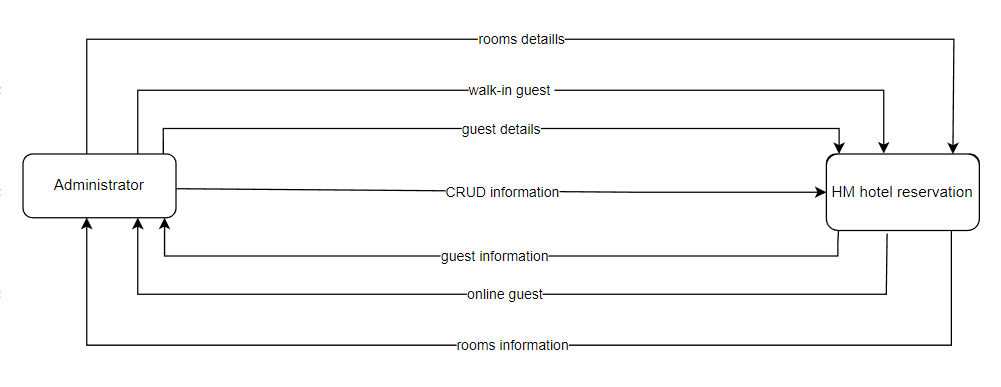 rooms detaills
walk-in guest
guest details
Administrator
CRUD information
HM hotel reservation
guest information
online guest
rooms information